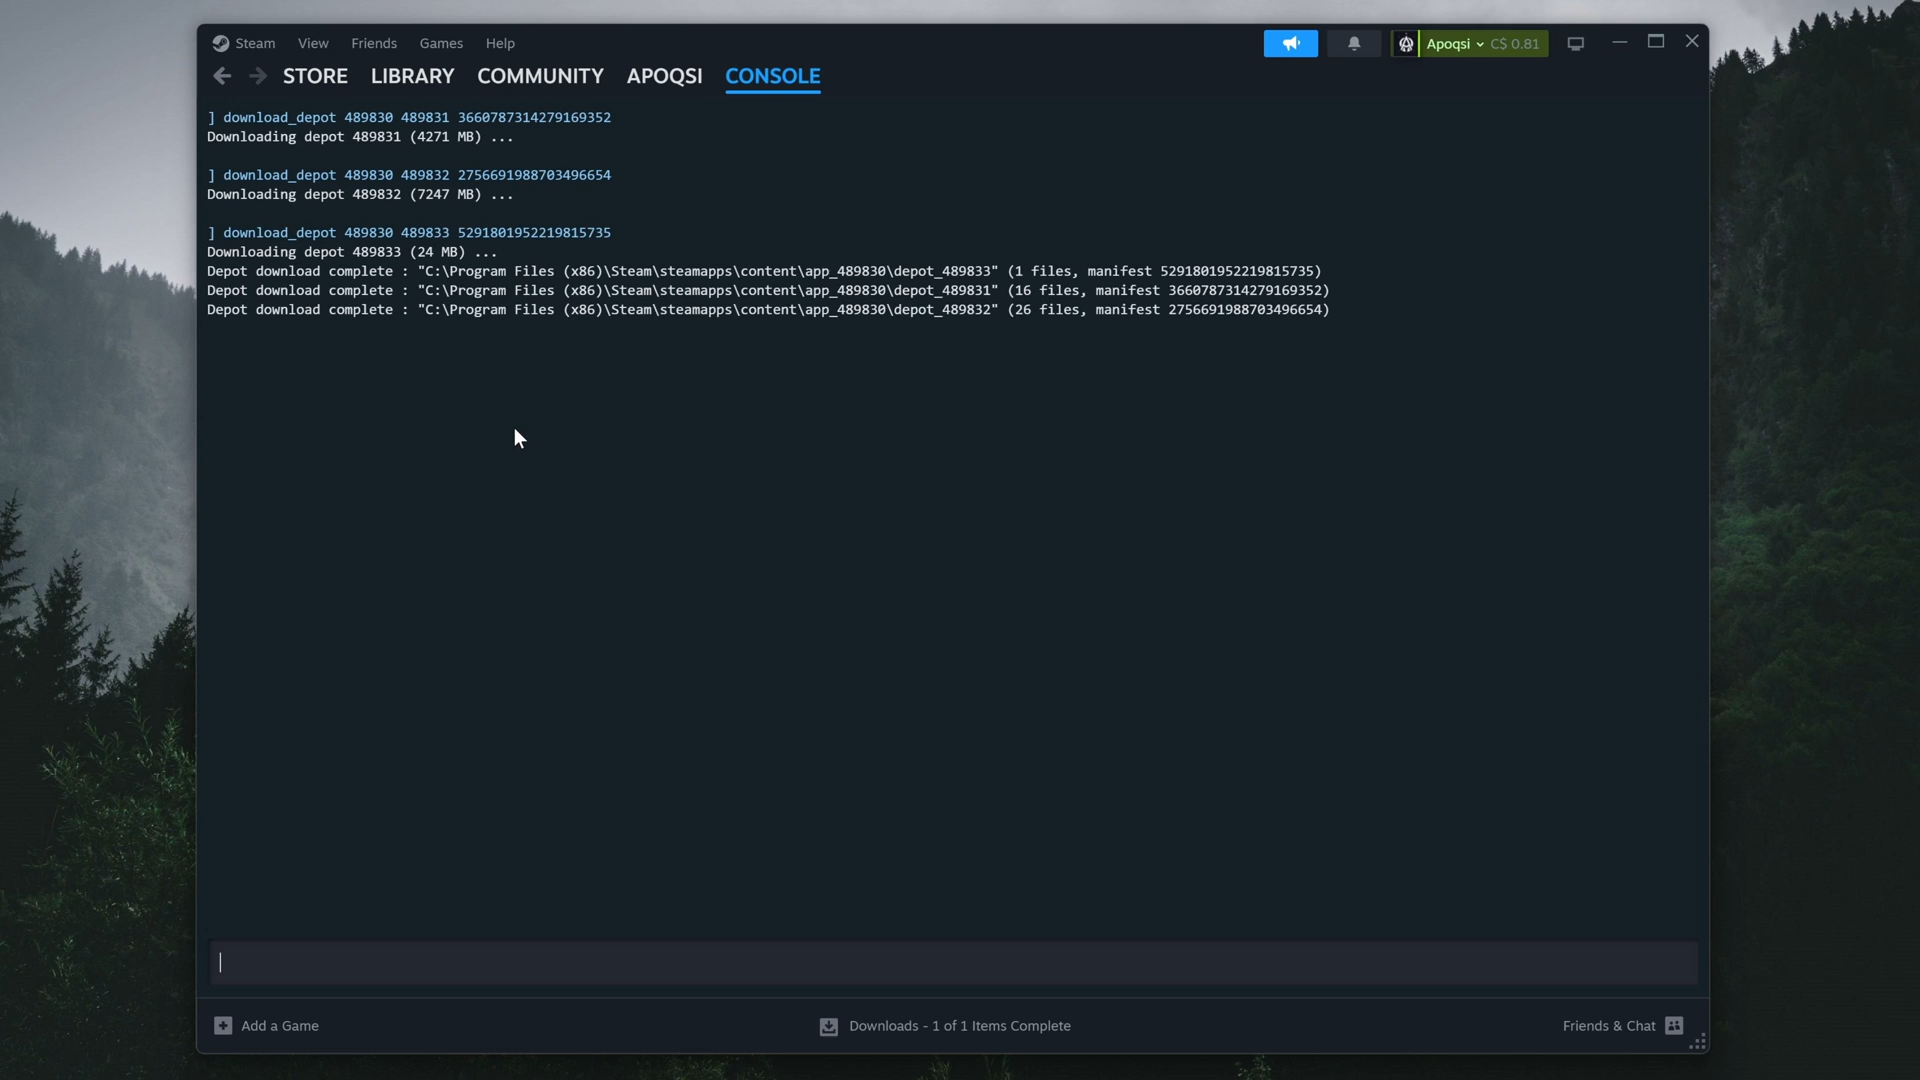 Steam View Friends Games Help Apoqsi C$ 0.81
STORE LIBRARY COMMUNITY APOQSI CONSOLE
] download_depot 489830 489831 3660787314279169352
Downloading depot 489831 (4271 MB) ...
] download_depot 489830 489832 2756691988703496654
Downloading depot 489832 (7247 MB) ...
] download_depot 489830 489833 5291801952219815735
Downloading depot 489833 (24 MB) ...
Depot download complete : "C:\Program Files (x86)\Steam\steamapps\content\app_489830\depot_489833" (1 files, manifest 5291801952219815735)
Depot download complete : "C:\Program Files (x86)\Steam\steamapps\content\app_489830\depot_489831" (16 files, manifest 3660787314279169352)
Depot download complete : "C:\Program Files (x86)\Steam\steamapps\content\app_489830\depot_489832" (26 files, manifest 2756691988703496654)
Add a Game Downloads - 1 of 1 Items Complete Friends & Chat